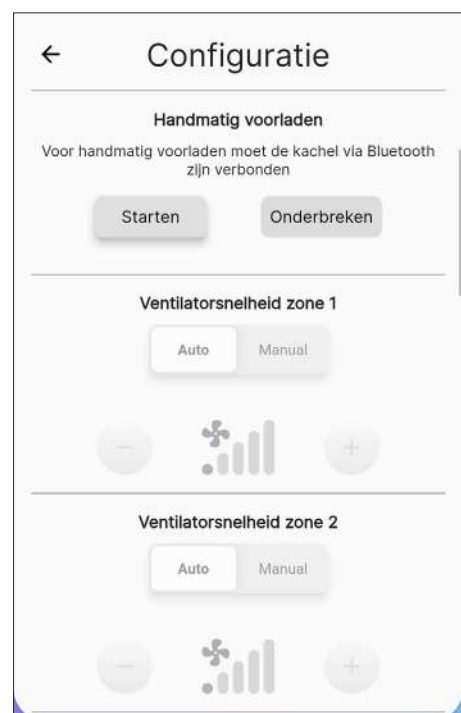 Configuratie
Handmatig voorladen
Voor handmatig voorladen moet de kachel via Bluetooth
zijn verbonden
Starten Onderbreken
Ventilatorsnelheid zone 1
Auto Manual
Ventilatorsnelheid zone 2
Auto Manual